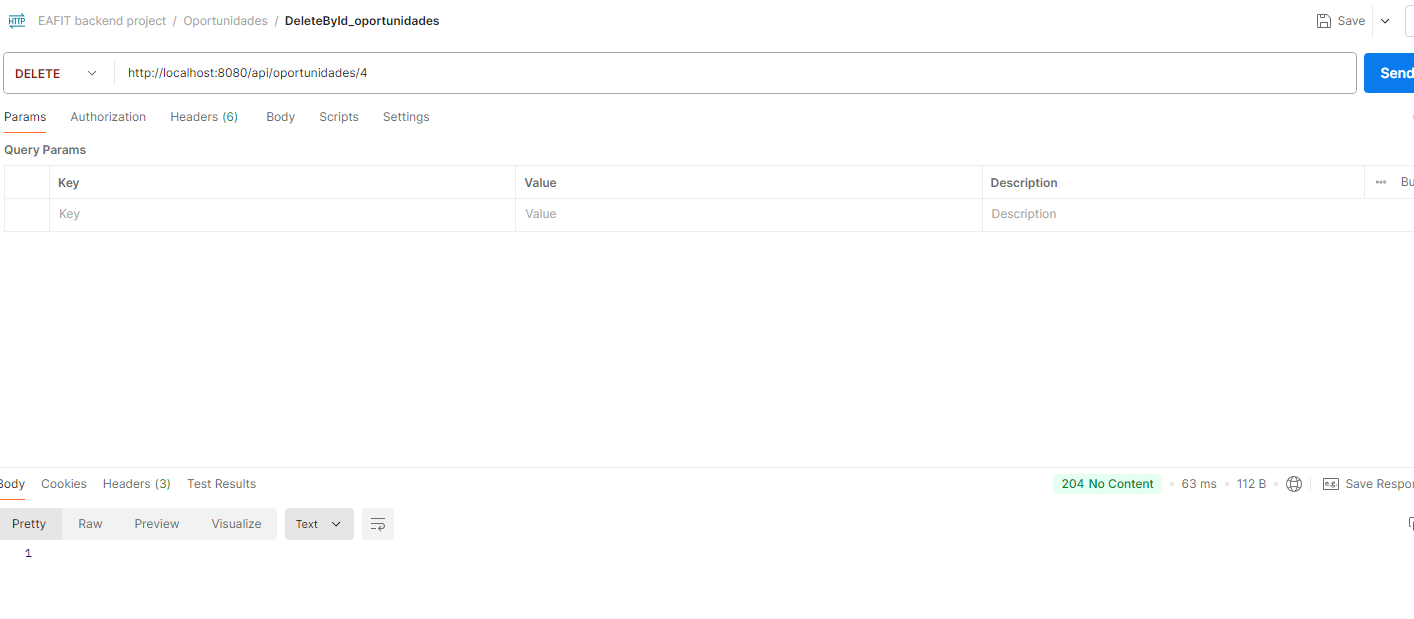 HTTP EAFIT backend project / Oportunidades / DeleteById_oportunidades Save
DELETE http://localhost:8080/api/oportunidades/4 Send
Params Authorization Headers (6) Body Scripts Settings
Query Params
Key Value Description ••• Bu
Key Value Description
Body Cookies Headers (3) Test Results 204 No Content • 63 ms • 112 B • e.g. Save Respon
Pretty Raw Preview Visualize Text
1